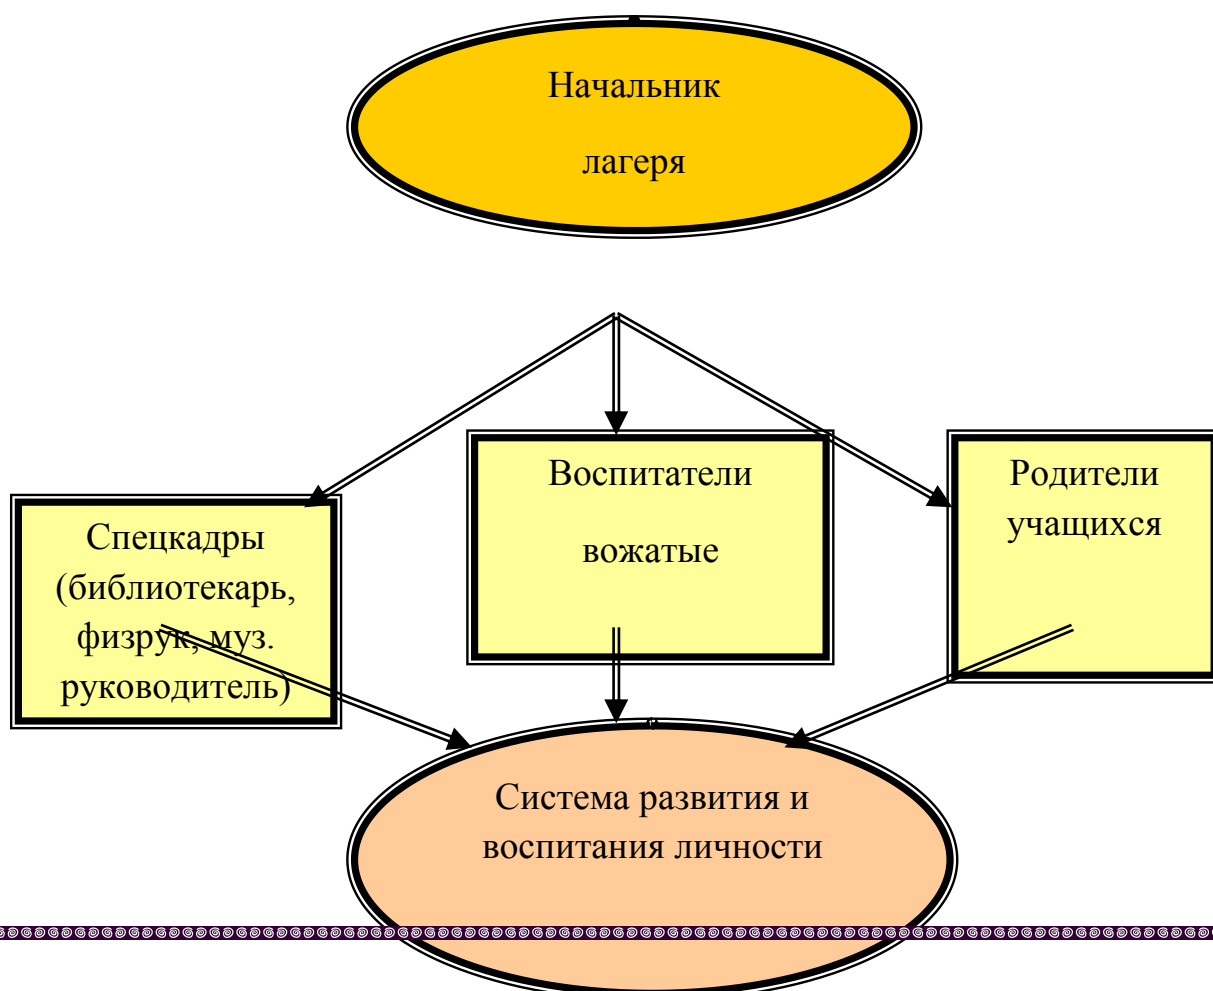 Начальник
лагеря
Спецкадры
(библиотекарь,
физрук, муз.
руководитель)
Воспитатели
вожатые
Родители
учащихся
Система развития и
воспитания личности